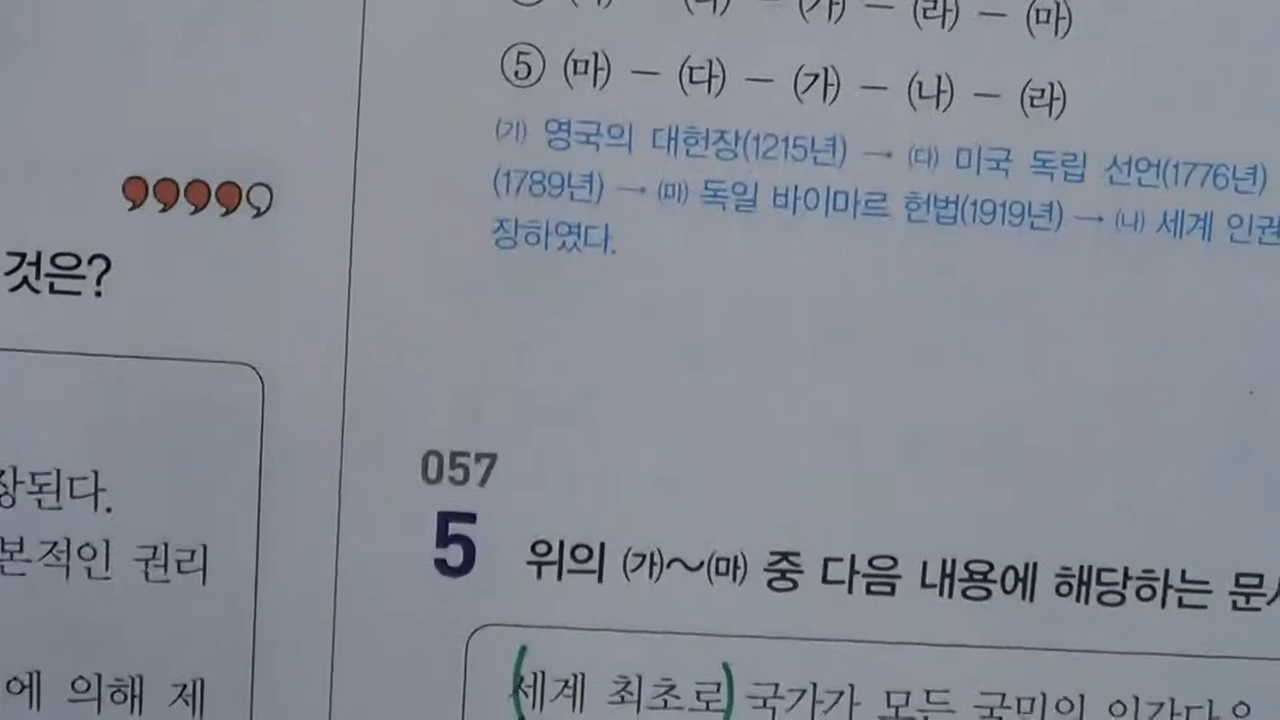 것은?
장된다.
본적인 권리
에 의해 제
(가) – (라) – (마)
⑤ (마) – (다) – (가) – (나) – (라)
(가) 영국의 대헌장(1215년) → (다) 미국 독립 선언(1776년)
(1789년) → (마) 독일 바이마르 헌법(1919년) → (나) 세계 인권
장하였다.
057
5 위의 (가)~(마) 중 다음 내용에 해당하는
세계 최초로 국가가 모든 국민의 인간다운